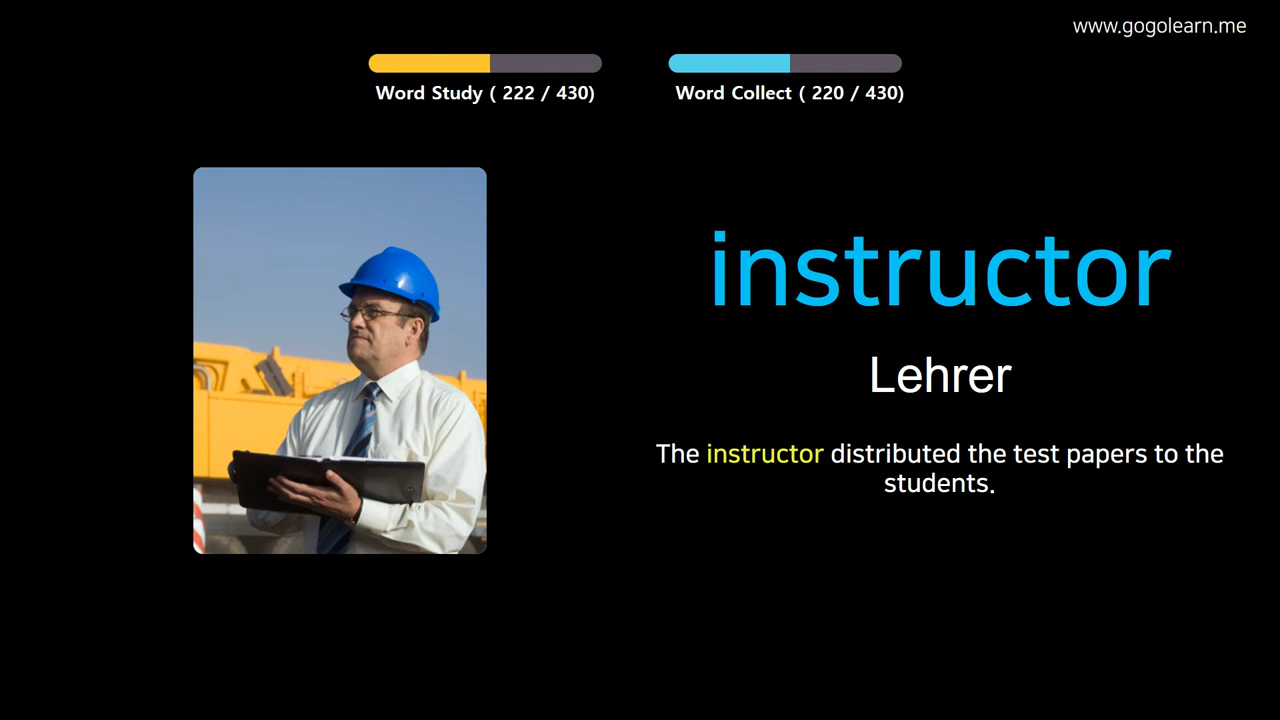 www.gogolearn.me
Word Study ( 222 / 430)
Word Collect ( 220 / 430)
instructor
Lehrer
The instructor distributed the test papers to the
students.